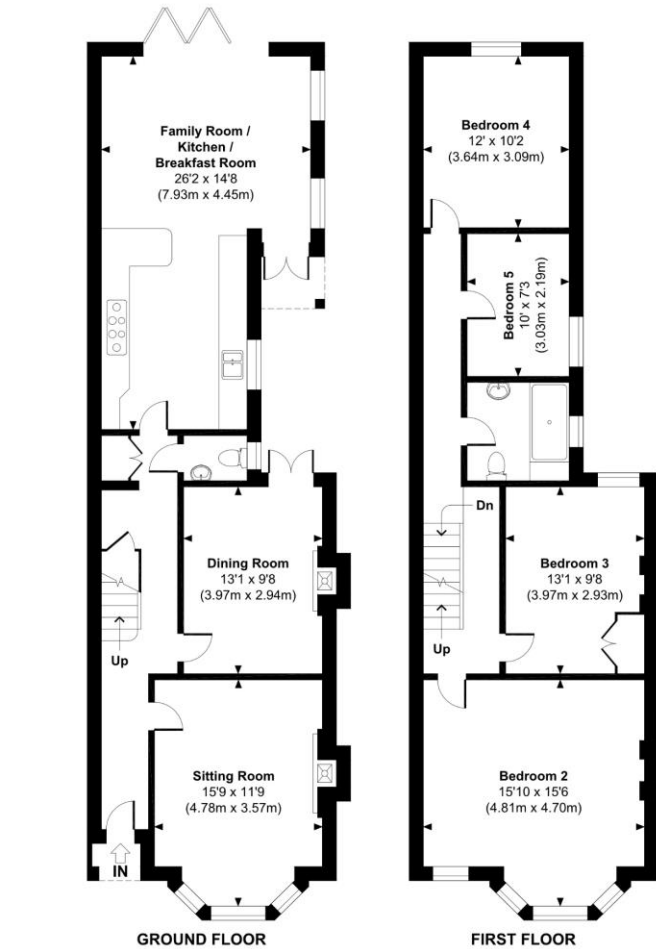 Family Room /
Kitchen /
Breakfast Room
26'2 x 14'8
(7.93m x 4.45m)
Dining Room
13'1 x 9'8
(3.97m x 2.94m)
Up
Sitting Room
15'9 x 11'9
(4.78m x 3.57m)
IN
GROUND FLOOR
Bedroom 4
12' x 10'2
(3.64m x 3.09m)
Bedroom 5
10' x 7'3
(3.03m x 2.19m)
Dn
Bedroom 3
13'1 x 9'8
(3.97m x 2.93m)
Up
Bedroom 2
15'10 x 15'6
(4.81m x 4.70m)
FIRST FLOOR